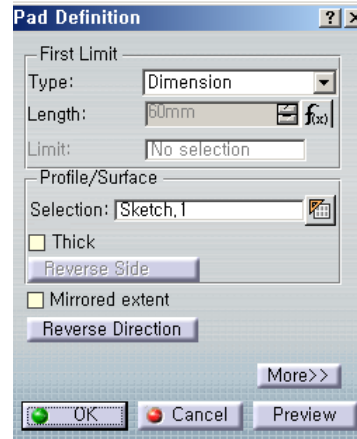 Pad Definition
First Limit
Type: Dimension
Length: 60mm f(x)
Limit: No selection
Profile/Surface
Selection: Sketch,1
Thick
Reverse Side
Mirrored extent
Reverse Direction
More>>
OK Cancel Preview